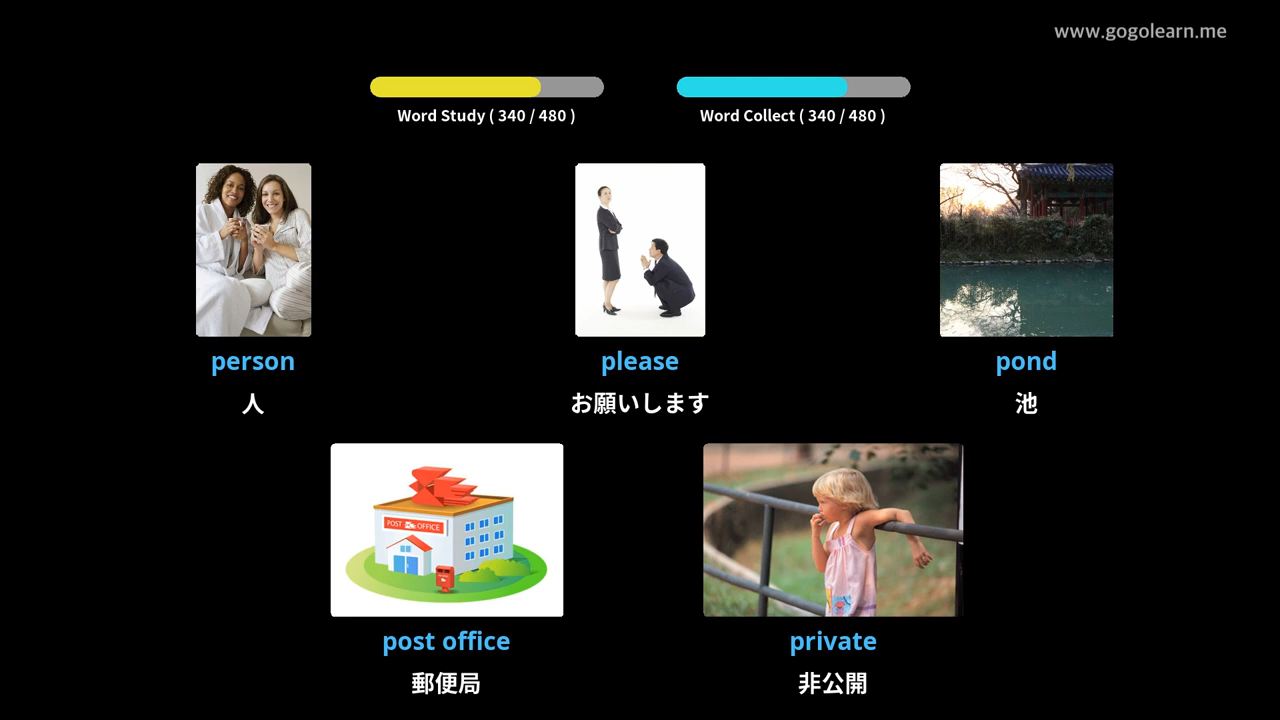 www.gogolearn.me
Word Study ( 340 / 480 )
Word Collect ( 340 / 480 )
person
人
please
お願いします
pond
池
POST OFFICE
post office
郵便局
private
非公開